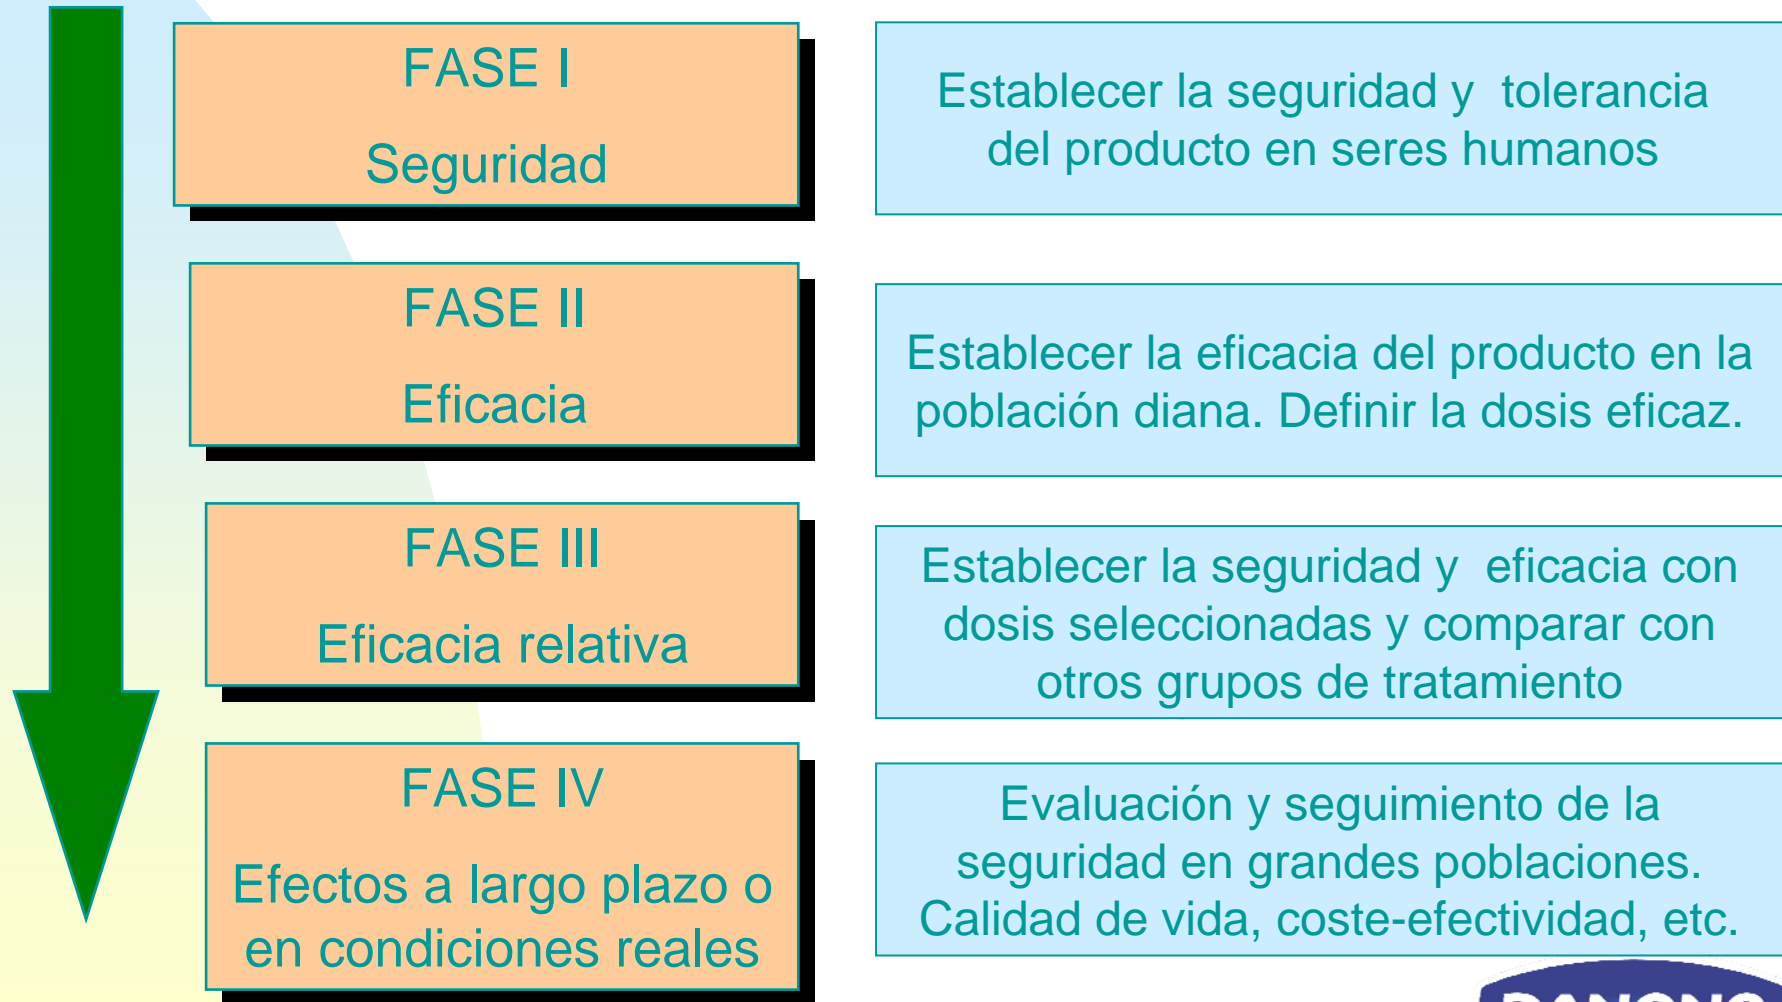 FASE I
Seguridad
Establecer la seguridad y tolerancia
del producto en seres humanos
FASE II
Eficacia
Establecer la eficacia del producto en la
población diana. Definir la dosis eficaz.
FASE III
Eficacia relativa
Establecer la seguridad y eficacia con
dosis seleccionadas y comparar con
otros grupos de tratamiento
FASE IV
Efectos a largo plazo o
en condiciones reales
Evaluación y seguimiento de la
seguridad en grandes poblaciones.
Calidad de vida, coste-efectividad, etc.